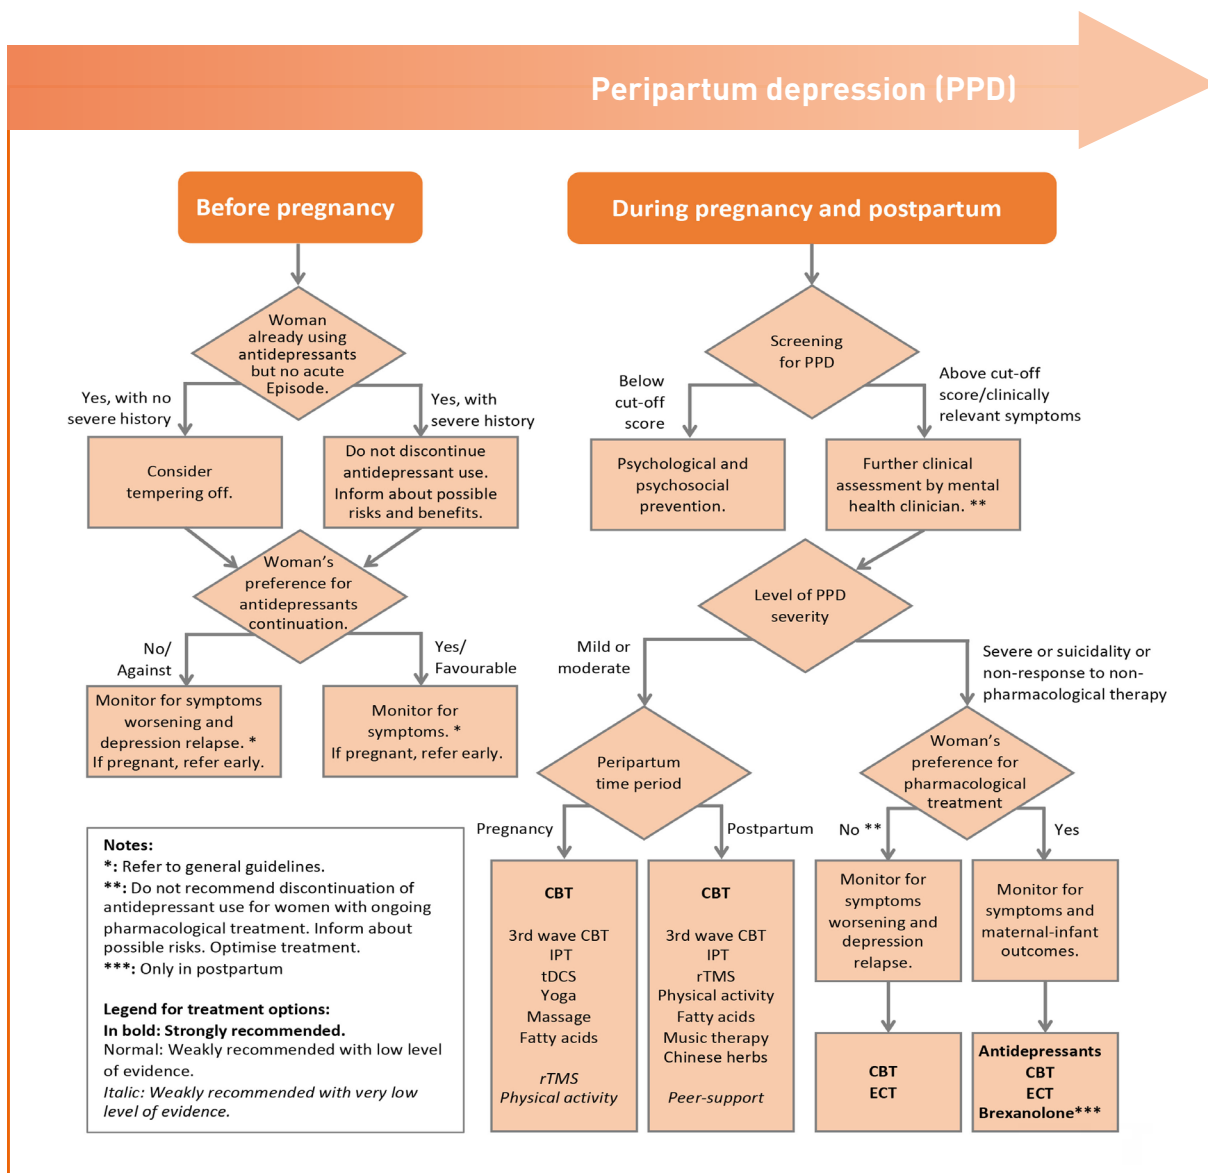 Peripartum depression (PPD)
Before pregnancy
Woman
already using
antidepressants
but no acute
Episode.
Yes, with no
severe history
Yes, with
severe history
Consider
tempering off.
Do not discontinue
antidepressant use.
Inform about possible
risks and benefits.
Woman’s
preference for
antidepressants
continuation.
No/
Against
Yes/
Favourable
Monitor for symptoms
worsening and
depression relapse. *
If pregnant, refer early.
Monitor for
symptoms. *
If pregnant, refer early.
Notes:
*: Refer to general guidelines.
**: Do not recommend discontinuation of
antidepressant use for women with ongoing
pharmacological treatment. Inform about
possible risks. Optimise treatment.
***: Only in postpartum
Legend for treatment options:
In bold: Strongly recommended.
Normal: Weakly recommended with low level
of evidence.
Italic: Weakly recommended with very low
level of evidence.
During pregnancy and postpartum
Screening
for PPD
Below
cut-off
score
Above cut-off
score/clinically
relevant symptoms
Psychological and
psychosocial
prevention.
Further clinical
assessment by mental
health clinician. **
Level of PPD
severity
Mild or
moderate
Severe or suicidality or
non-response to non-
pharmacological therapy
Peripartum
time period
Woman’s
preference for
pharmacological
treatment
Pregnancy
Postpartum
No **
Yes
CBT
3rd wave CBT
IPT
tDCS
Yoga
Massage
Fatty acids
rTMS
Physical activity
CBT
3rd wave CBT
IPT
rTMS
Physical activity
Fatty acids
Music therapy
Chinese herbs
Peer-support
Monitor for
symptoms
worsening and
depression
relapse.
CBT
ECT
Monitor for
symptoms and
maternal-infant
outcomes.
Antidepressants
CBT
ECT
Brexanolone***